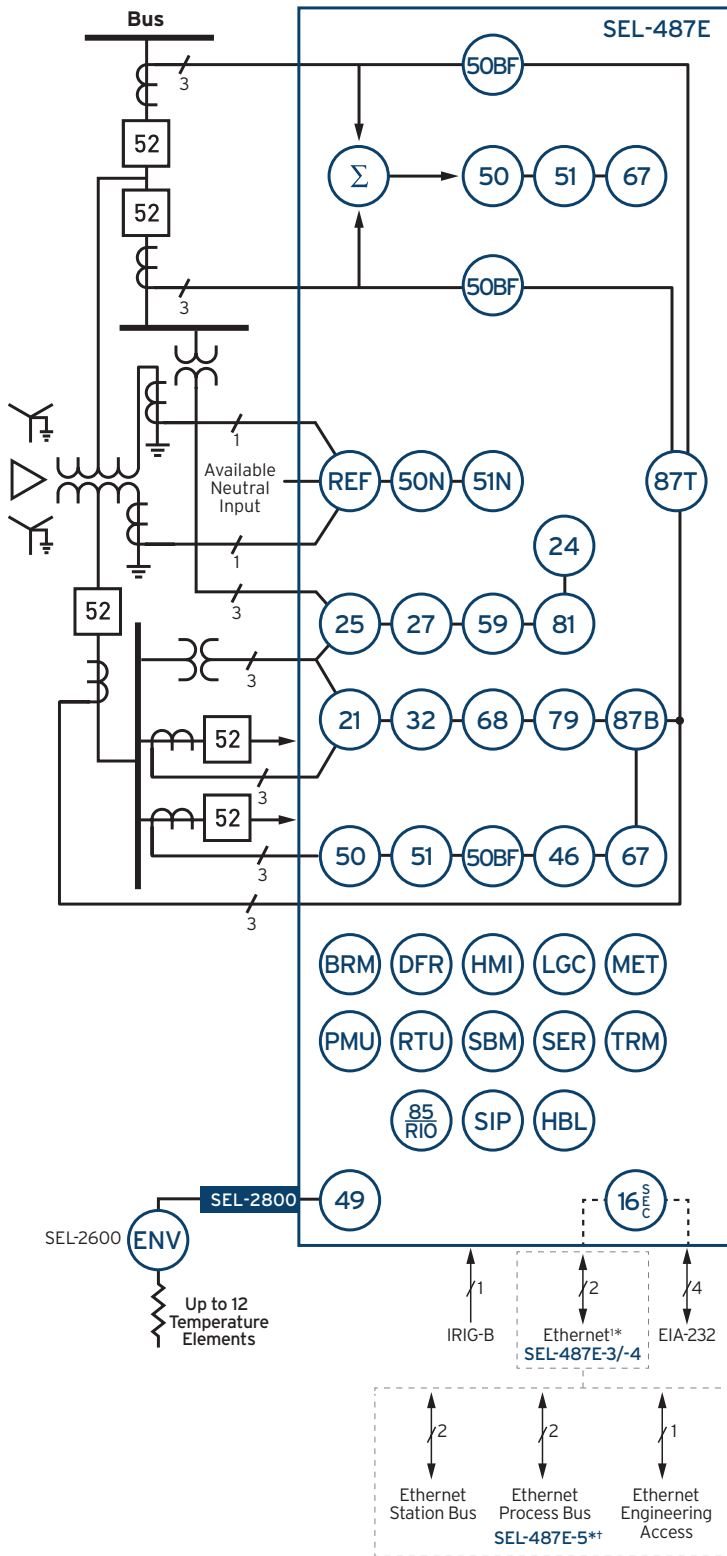 Bus
SEL-487E
3
50BF
52
Σ
50
51
67
52
3
50BF
1
Available
Neutral
Input
REF
50N
51N
87T
1
24
52
3
25
27
59
81
3
21
32
68
79
87B
52
3
52
3
50
51
50BF
46
67
3
BRM
DFR
HMI
LGC
MET
PMU
RTU
SBM
SER
TRM
85
RIO
SIP
HBL
SEL-2800
49
16 SEC
SEL-2600
ENV
Up to 12
Temperature
Elements
1
2
4
IRIG-B
Ethernet¹*
EIA-232
SEL-487E-3/-4
2
2
1
Ethernet
Station Bus
Ethernet
Process Bus
SEL-487E-5*†
Ethernet
Engineering
Access